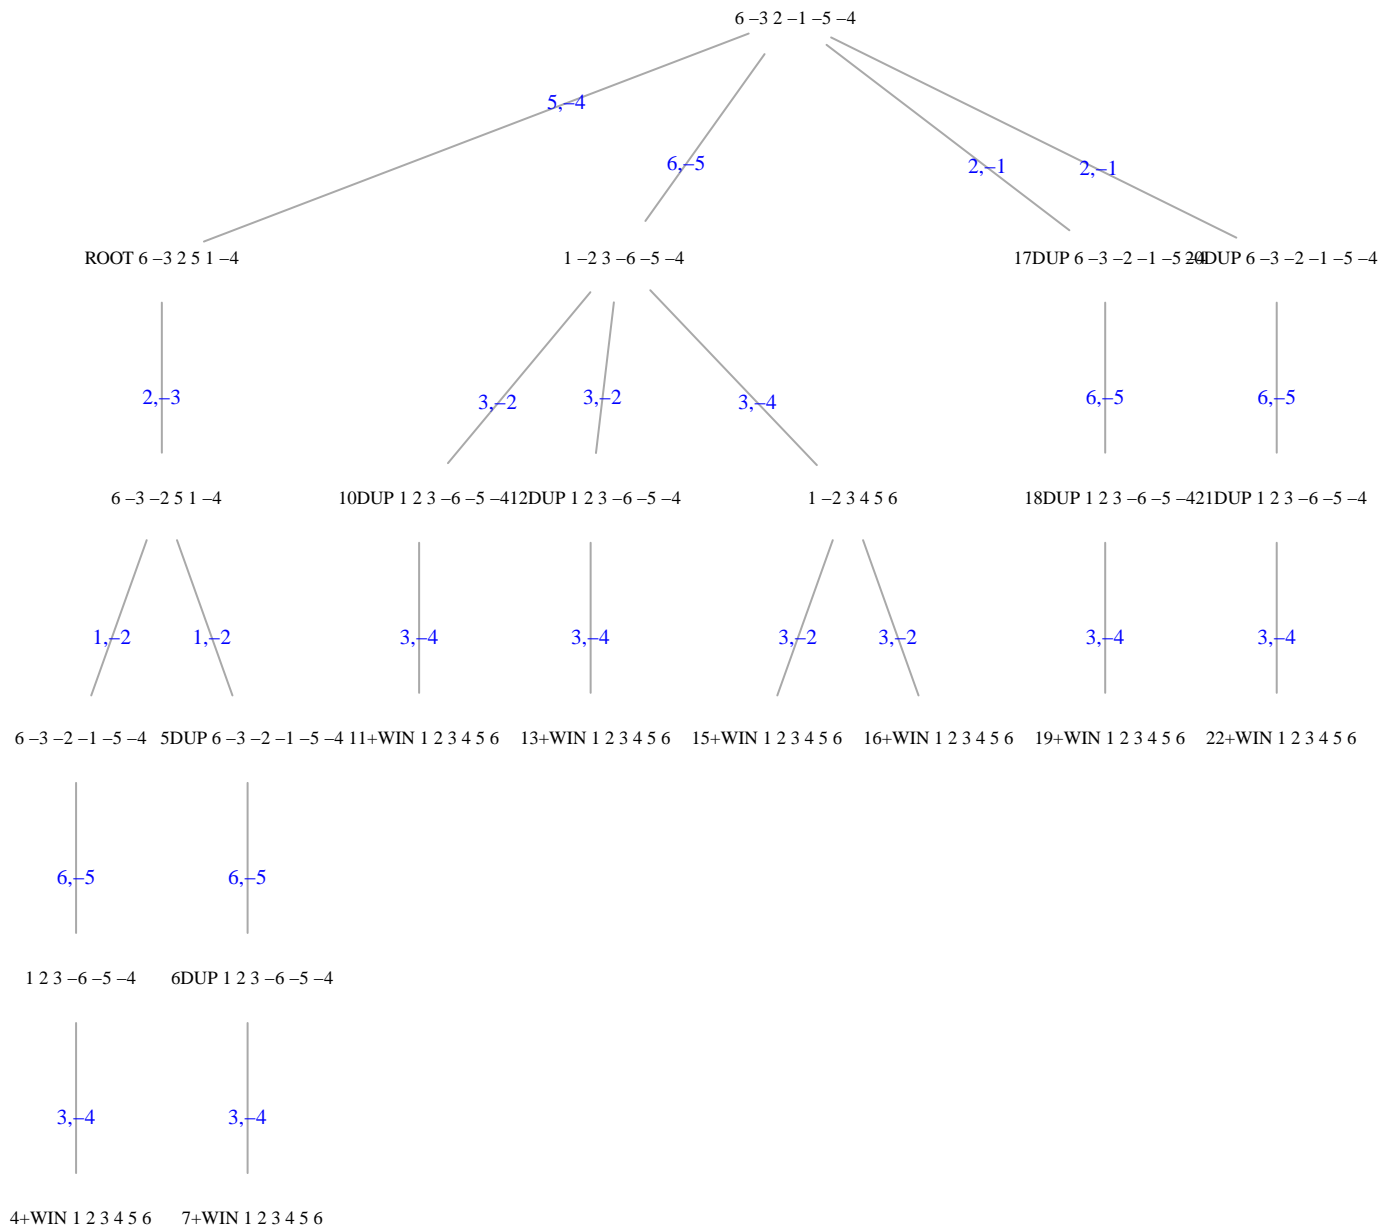 6 –3 2 –1 –5 –4
5,–4
6,–5
2,–1
2,–1
ROOT 6 –3 2 5 1 –4
1 –2 3 –6 –5 –4
17DUP 6 –3 –2 –1 –5 –4
20DUP 6 –3 –2 –1 –5 –4
2,–3
3,–2
3,–2
3,–4
6,–5
6,–5
6 –3 –2 5 1 –4
10DUP 1 2 3 –6 –5 –4
12DUP 1 2 3 –6 –5 –4
1 –2 3 4 5 6
18DUP 1 2 3 –6 –5 –4
21DUP 1 2 3 –6 –5 –4
1,–2
1,–2
3,–4
3,–4
3,–2
3,–2
3,–4
3,–4
6 –3 –2 –1 –5 –4
5DUP 6 –3 –2 –1 –5 –4
11+WIN 1 2 3 4 5 6
13+WIN 1 2 3 4 5 6
15+WIN 1 2 3 4 5 6
16+WIN 1 2 3 4 5 6
19+WIN 1 2 3 4 5 6
22+WIN 1 2 3 4 5 6
6,–5
6,–5
1 2 3 –6 –5 –4
6DUP 1 2 3 –6 –5 –4
3,–4
3,–4
4+WIN 1 2 3 4 5 6
7+WIN 1 2 3 4 5 6